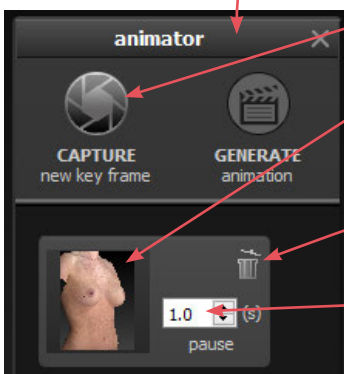 animator
CAPTURE
new key frame
GENERATE
animation
1.0 (s)
pause